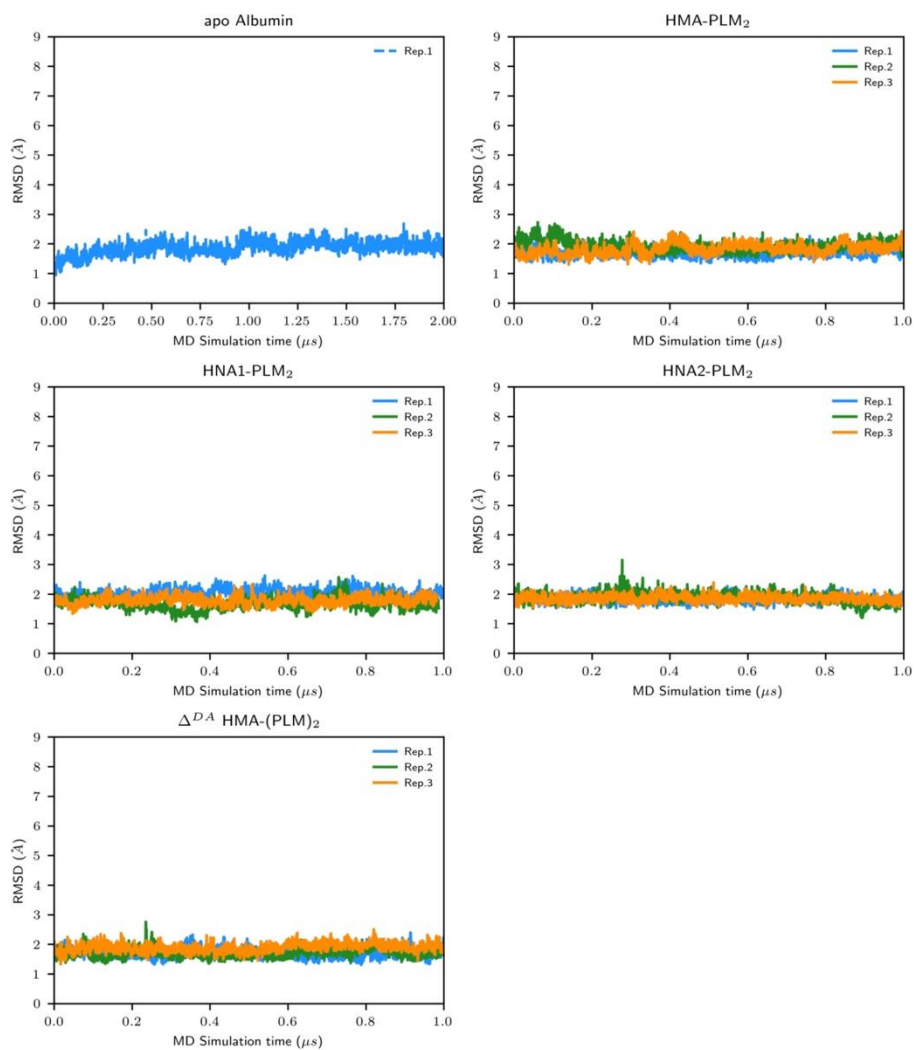 apo Albumin
9
8
7
6
5
4
3
2
1
0
RMSD (Å)
Rep.1
0.00 0.25 0.50 0.75 1.00 1.25 1.50 1.75 2.00
MD Simulation time (μs)
HMA-PLM₂
9
8
7
6
5
4
3
2
1
0
RMSD (Å)
Rep.1
Rep.2
Rep.3
0.0 0.2 0.4 0.6 0.8 1.0
MD Simulation time (μs)
HNA1-PLM₂
9
8
7
6
5
4
3
2
1
0
RMSD (Å)
Rep.1
Rep.2
Rep.3
0.0 0.2 0.4 0.6 0.8 1.0
MD Simulation time (μs)
HNA2-PLM₂
9
8
7
6
5
4
3
2
1
0
RMSD (Å)
Rep.1
Rep.2
Rep.3
0.0 0.2 0.4 0.6 0.8 1.0
MD Simulation time (μs)
Δᴰᴬ HMA-(PLM)₂
9
8
7
6
5
4
3
2
1
0
RMSD (Å)
Rep.1
Rep.2
Rep.3
0.0 0.2 0.4 0.6 0.8 1.0
MD Simulation time (μs)